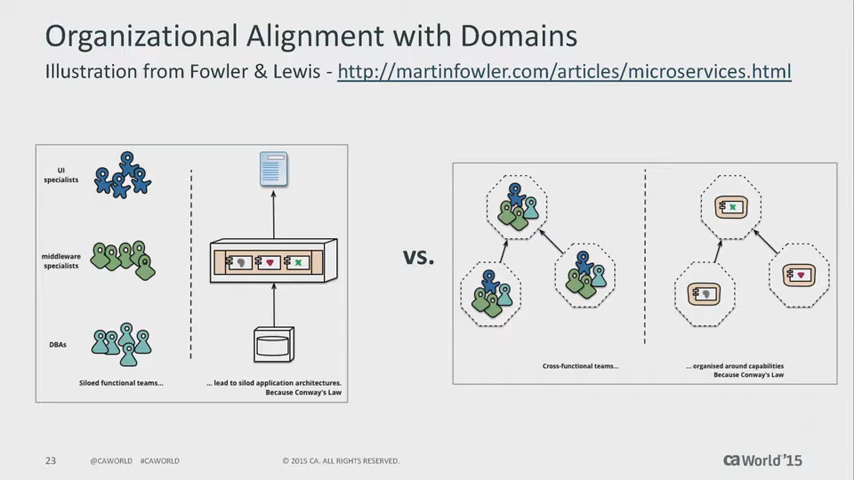 Organizational Alignment with Domains
Illustration from Fowler & Lewis - http://martinfowler.com/articles/microservices.html
UI
specialists
middleware
specialists
DBAs
Siloed functional teams...
... lead to silod application architectures.
Because Conway's Law
vs.
Cross-functional teams...
... organised around capabilities
Because Conway's Law
23
@CAWORLD #CAWORLD
© 2015 CA. ALL RIGHTS RESERVED.
ca World '15